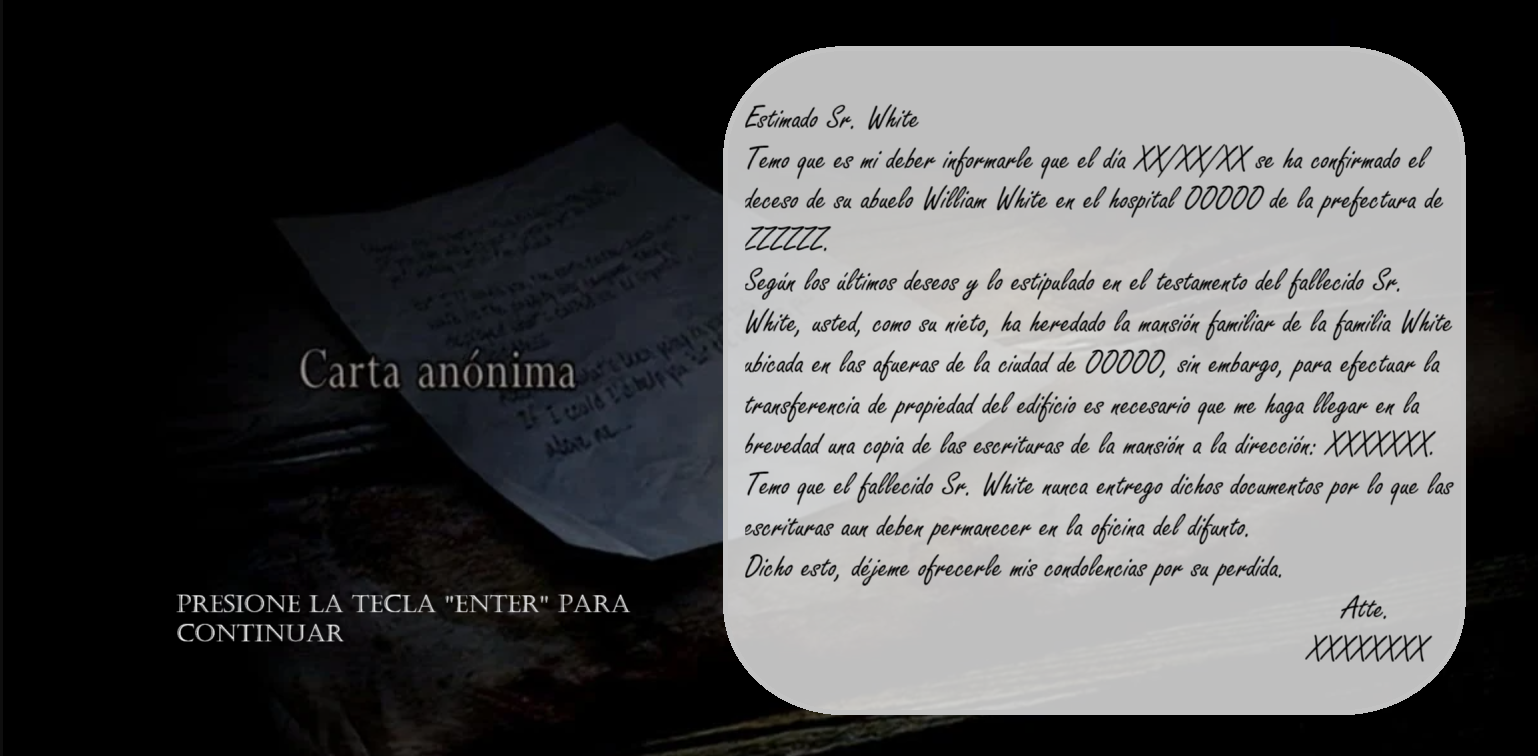 Estimado Sr. White
Temo que es mi deber informarle que el día XX/XX/XX se ha confirmado el
deceso de su abuelo William White en el hospital OOOOO de la prefectura de
ZZZZZZ.
Según los últimos deseos y lo estipulado en el testamento del fallecido Sr.
White, usted, como su nieto, ha heredado la mansión familiar de la familia White
ubicada en las afueras de la ciudad de OOOOO, sin embargo, para efectuar la
transferencia de propiedad del edificio es necesario que me haga llegar en la
brevedad una copia de las escrituras de la mansión a la dirección: XXXXXXX.
Temo que el fallecido Sr. White nunca entrego dichos documentos por lo que las
escrituras aun deben permanecer en la oficina del difunto.
Dicho esto, déjeme ofrecerle mis condolencias por su perdida.
Atte.
XXXXXXXX
Carta anónima
If I could I'd help you
PRESIONE LA TECLA "ENTER" PARA
CONTINUAR